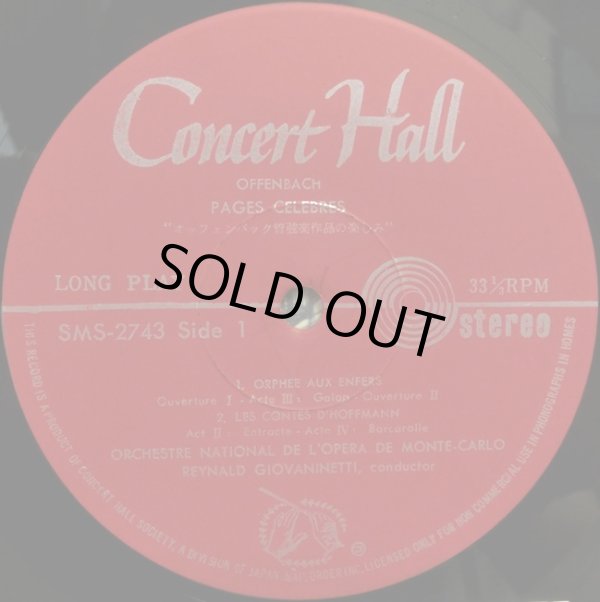 Concert Hall
OFFENBACH
PAGES CELEBRES
"オッフェンバック管弦楽作品の楽しみ"
LONG PL
33 1/3 RPM
SMS-2743 Side 1
stereo
SOLD OUT
1. ORPHEE AUX ENFERS
Ouverture I - Acte III: Galop - Ouverture II
2. LES CONTES D'HOFFMANN
Act II: Entracte - Acte IV: Barcarolle
ORCHESTRE NATIONAL DE L'OPERA DE MONTE-CARLO
REYNALD GIOVANINETTI, conductor
THIS RECORD IS A PRODUCT OF CONCERT HALL SOCIETY, A DIVISION OF JAPAN MAIL ORDER INC. LICENSED ONLY FOR NON COMMERCIAL USE IN PHONOGRAPHS IN HOMES